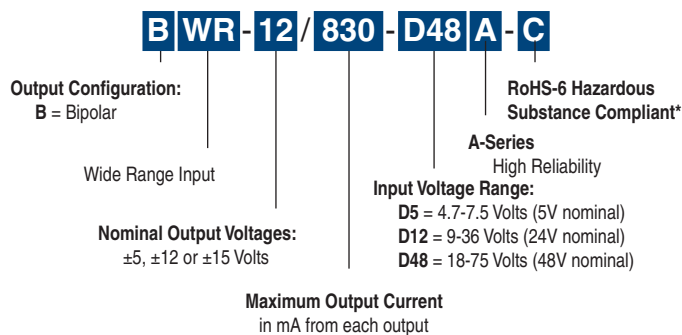 B WR - 12 / 830 - D48 A - C
Output Configuration:
B = Bipolar
RoHS-6 Hazardous
Substance Compliant*
A-Series
High Reliability
Wide Range Input
Input Voltage Range:
D5 = 4.7-7.5 Volts (5V nominal)
D12 = 9-36 Volts (24V nominal)
D48 = 18-75 Volts (48V nominal)
Nominal Output Voltages:
±5, ±12 or ±15 Volts
Maximum Output Current
in mA from each output